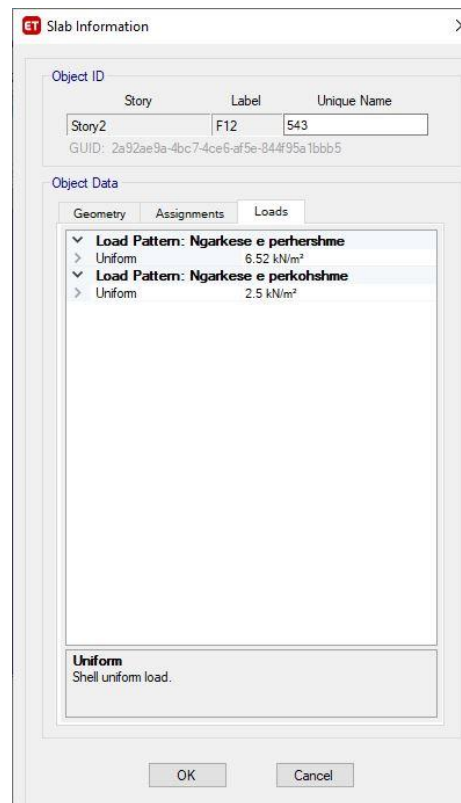 ET Slab Information
Object ID
Story Label Unique Name
Story2 F12 543
GUID: 2a92ae9a-4bc7-4ce6-af5e-844f95a1bbb5
Object Data
Geometry Assignments Loads
Load Pattern: Ngarkese e perhershme
Uniform 6.52 kN/m²
Load Pattern: Ngarkese e perkohshme
Uniform 2.5 kN/m²
Uniform
Shell uniform load.
OK Cancel